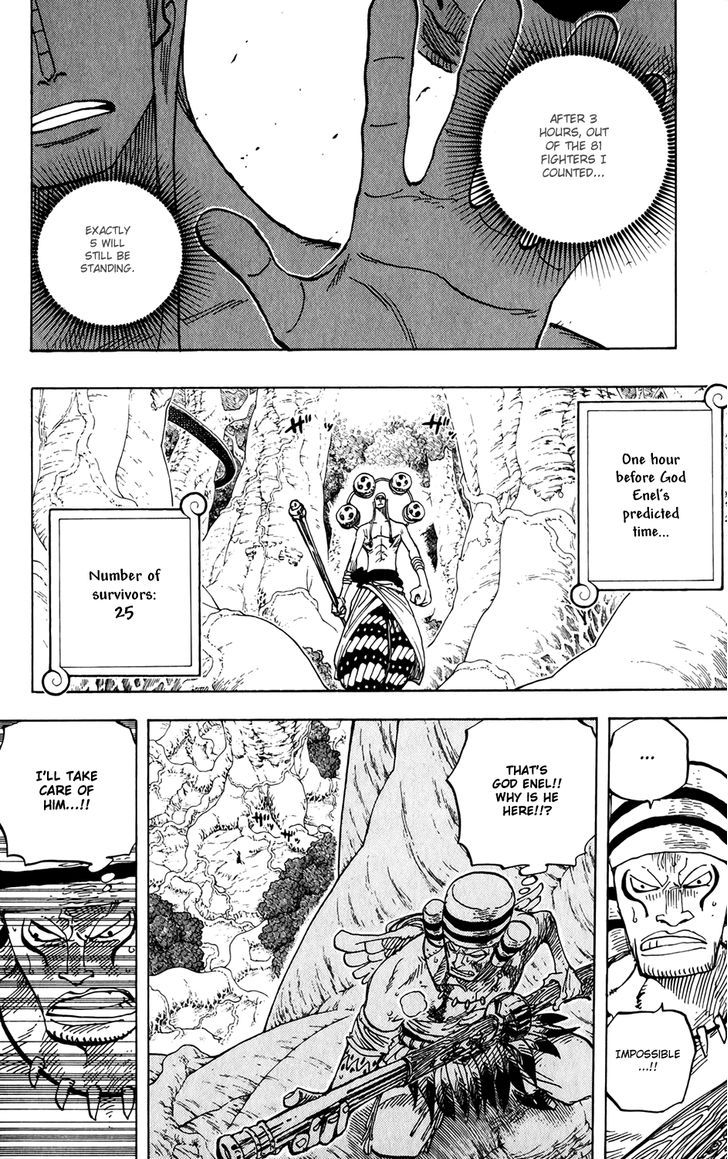 AFTER 3
HOURS, OUT
OF THE 81
FIGHTERS I
COUNTED...
EXACTLY
5 WILL
STILL BE
STANDING.
One hour
before God
Enel's
predicted
time...
Number of
survivors:
25
...
IMPOSSIBLE
...!!
THAT'S
GOD ENEL!!
WHY IS HE
HERE!!?
I'LL TAKE
CARE OF
HIM...!!